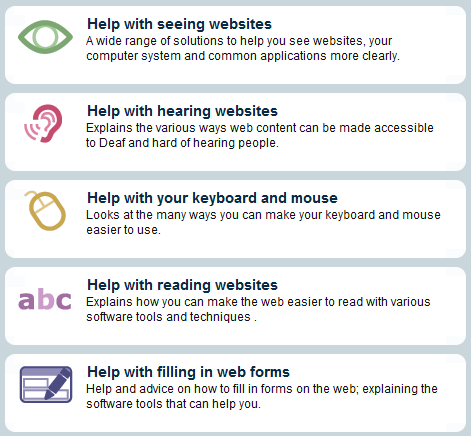 Help with seeing websites
A wide range of solutions to help you see websites, your
computer system and common applications more clearly.
Help with hearing websites
Explains the various ways web content can be made accessible
to Deaf and hard of hearing people.
Help with your keyboard and mouse
Looks at the many ways you can make your keyboard and mouse
easier to use.
abc
Help with reading websites
Explains how you can make the web easier to read with various
software tools and techniques .
Help with filling in web forms
Help and advice on how to fill in forms on the web; explaining the
software tools that can help you.